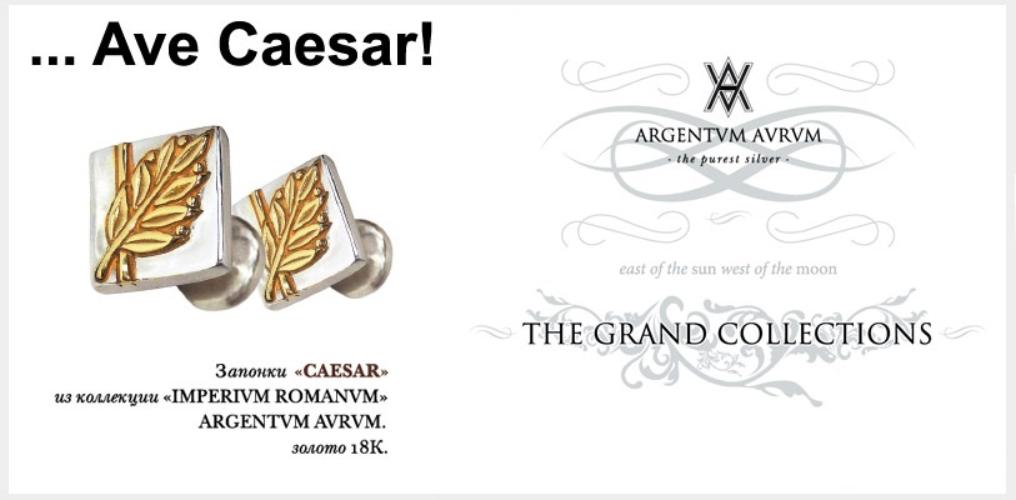 ... Ave Caesar!
Запонки «CAESAR»
из коллекции «IMPERIVM ROMANVM»
ARGENTVM AVRVM.
золото 18К.
ARGENTVM AVRVM
- the purest silver -
east of the sun west of the moon
THE GRAND COLLECTIONS